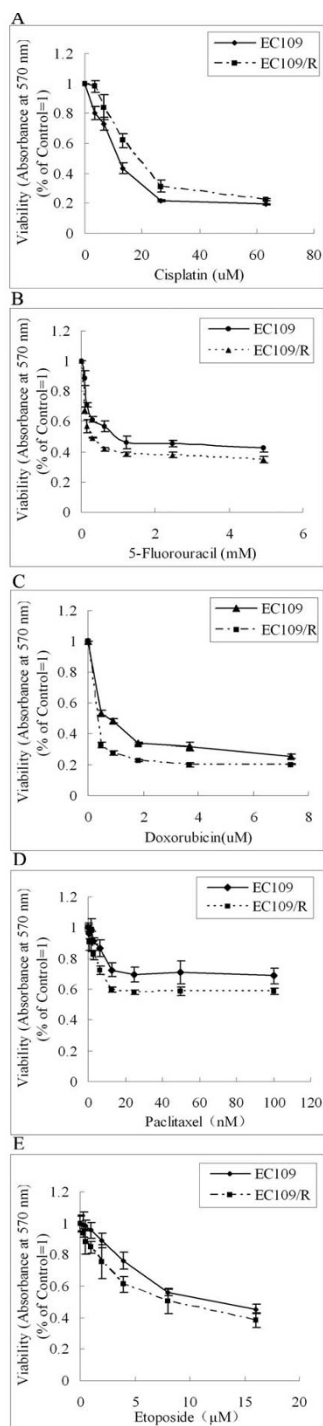 A
EC109
EC109/R
Viability (Absorbance at 570 nm)
(% of Control=1)
1.2
1
0.8
0.6
0.4
0.2
0
0 20 40 60 80
Cisplatin (uM)
B
EC109
EC109/R
Viability (Absorbance at 570 nm)
(% of Control=1)
1.2
1
0.8
0.6
0.4
0.2
0
0 2 4 6
5-Fluorouracil (mM)
C
EC109
EC109/R
Viability (Absorbance at 570 nm)
(% of Control=1)
1.2
1
0.8
0.6
0.4
0.2
0
0 2 4 6 8
Doxorubicin(uM)
D
EC109
EC109/R
Viability (Absorbance at 570 nm)
(% of Control=1)
1.2
1
0.8
0.6
0.4
0.2
0
0 20 40 60 80 100 120
Paclitaxel (nM)
E
EC109
EC109/R
Viability (Absorbance at 570 nm)
(% of Control=1)
1.2
1
0.8
0.6
0.4
0.2
0
0 5 10 15 20
Etoposide (μM)